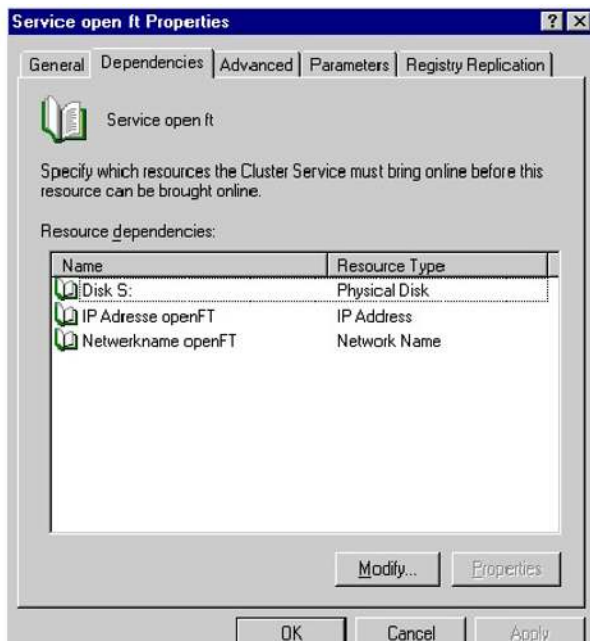 Service open ft Properties
General Dependencies Advanced Parameters Registry Replication
Service open ft
Specify which resources the Cluster Service must bring online before this
resource can be brought online.
Resource dependencies:
Name Resource Type
Disk S: Physical Disk
IP Adresse openFT IP Address
Netwerkname openFT Network Name
Modify... Properties
OK Cancel Apply